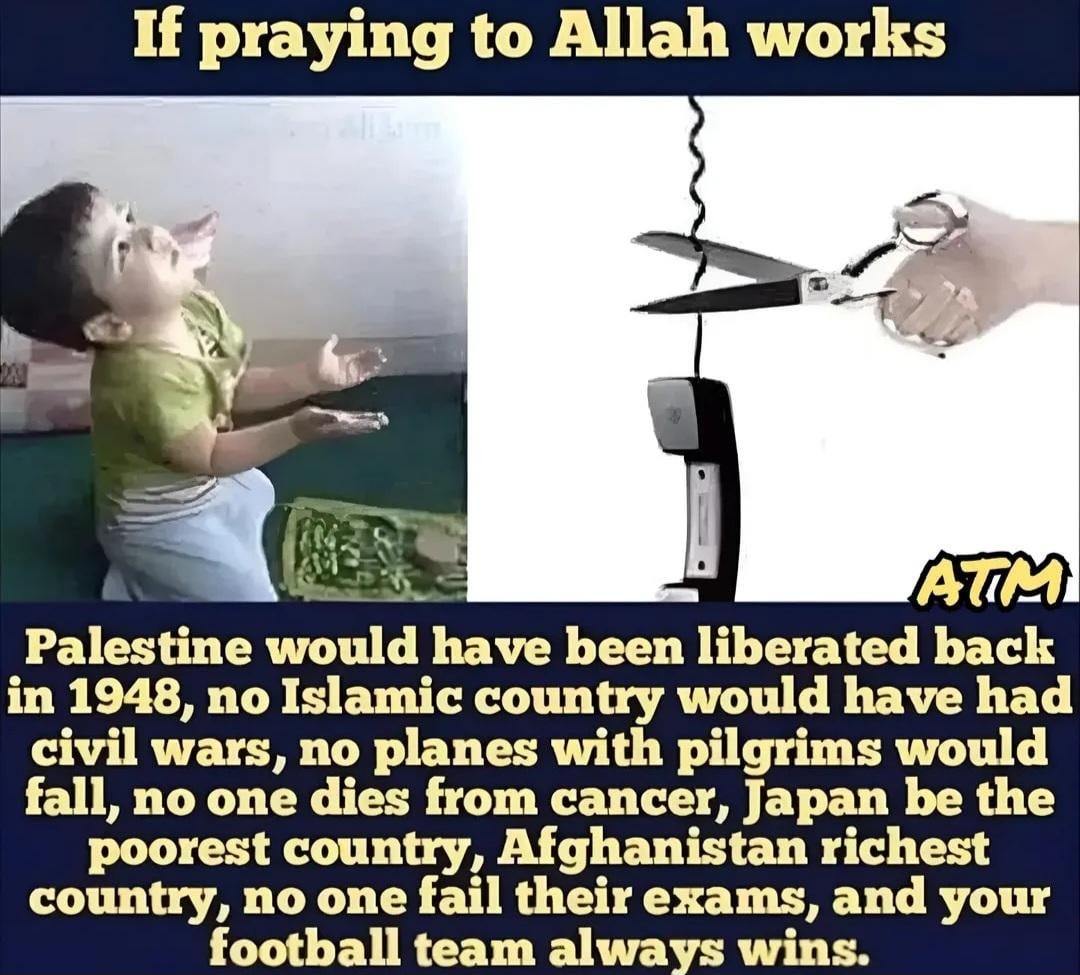 If praying to Allah works
ATM
Palestine would have been liberated back
in 1948, no Islamic country would have had
civil wars, no planes with pilgrims would
fall, no one dies from cancer, Japan be the
poorest country, Afghanistan richest
country, no one fail their exams, and your
football team always wins.